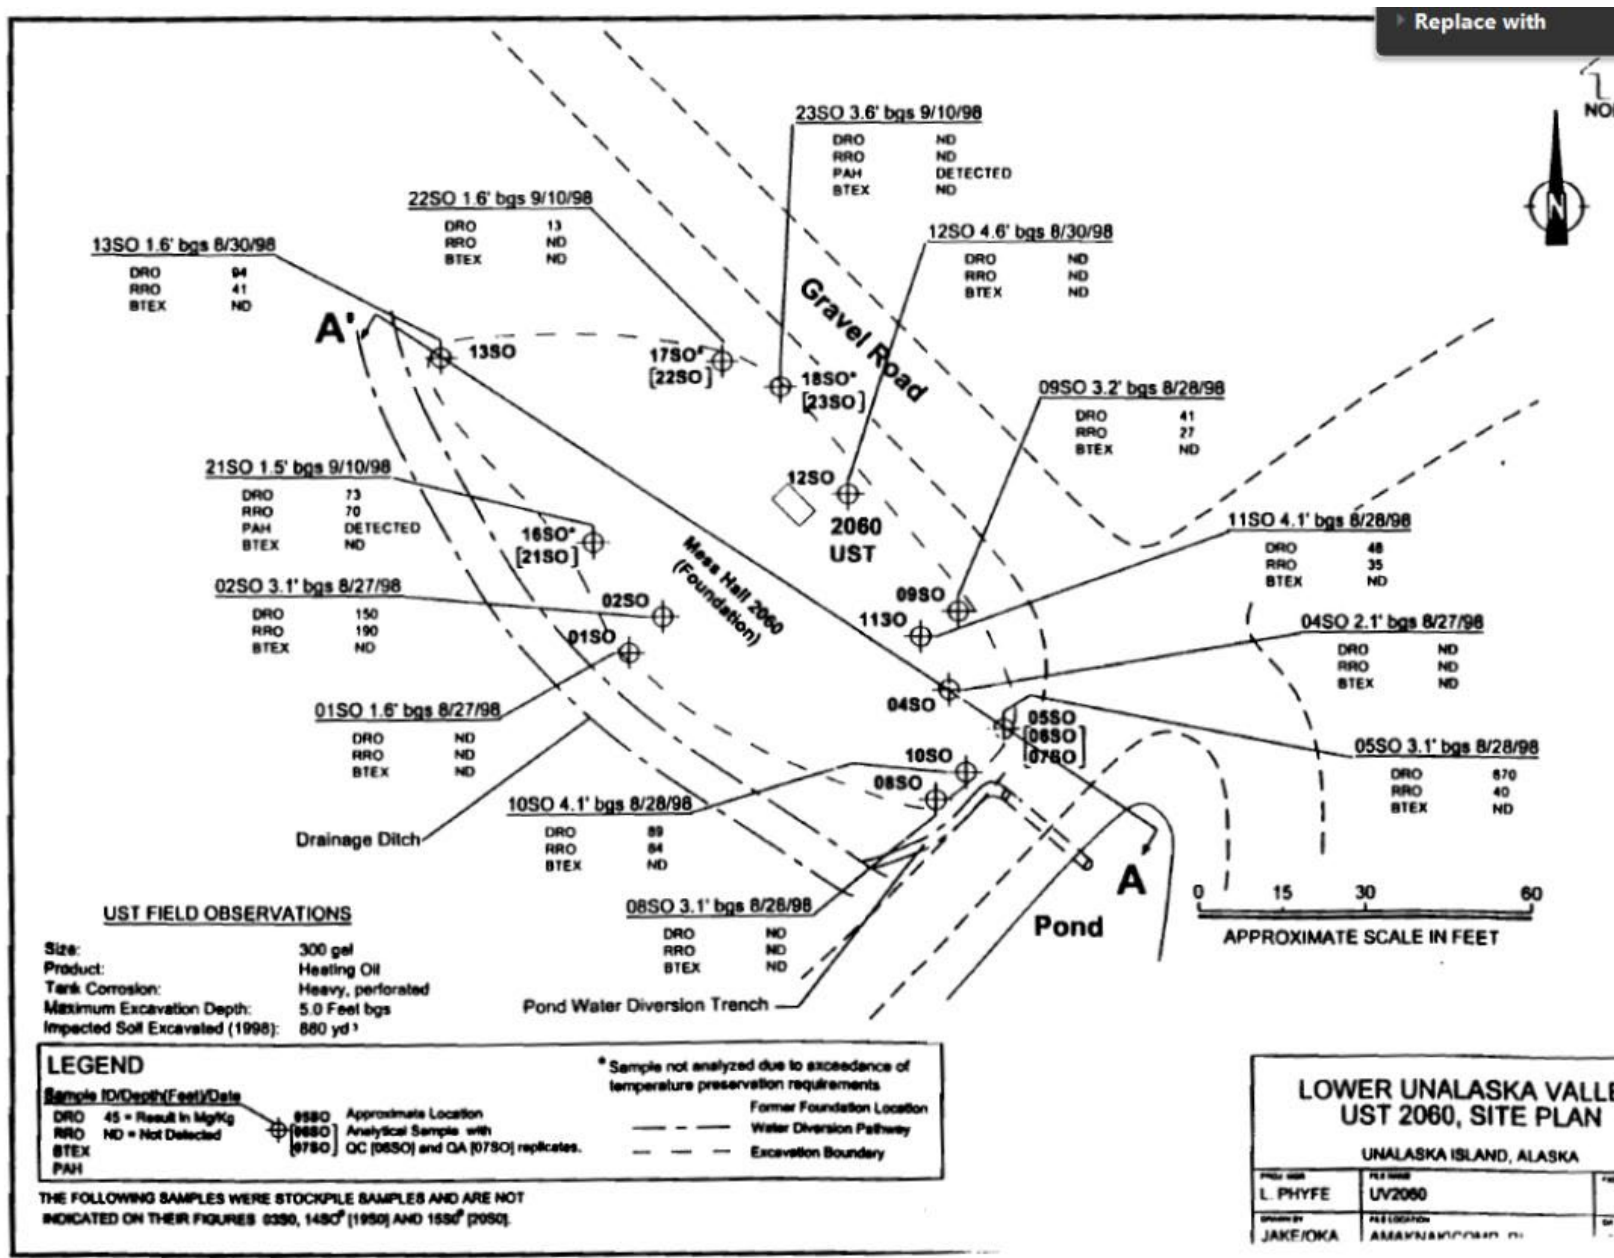 Replace with
23SO 3.6' bgs 9/10/98
DRO ND
RRO ND
PAH DETECTED
BTEX ND
22SO 1.6' bgs 9/10/98
DRO 13
RRO ND
BTEX ND
12SO 4.6' bgs 8/30/98
DRO ND
RRO ND
BTEX ND
13SO 1.6' bgs 8/30/98
DRO 94
RRO 41
BTEX ND
N
Gravel Road
A'
13SO
17SO*
[22SO]
18SO*
[23SO]
09SO 3.2' bgs 8/28/98
DRO 41
RRO 27
BTEX ND
21SO 1.5' bgs 9/10/98
DRO 73
RRO 70
PAH DETECTED
BTEX ND
12SO
2060
UST
16SO*
[21SO]
Mess Hall 2060
(Foundation)
11SO 4.1' bgs 8/28/98
DRO 48
RRO 35
BTEX ND
02SO 3.1' bgs 8/27/98
DRO 150
RRO 190
BTEX ND
02SO
01SO
09SO
11SO
04SO 2.1' bgs 8/27/98
DRO ND
RRO ND
BTEX ND
04SO
01SO 1.6' bgs 8/27/98
DRO ND
RRO ND
BTEX ND
05SO
[06SO]
[07SO]
05SO 3.1' bgs 8/28/98
DRO 670
RRO 40
BTEX ND
10SO
08SO
10SO 4.1' bgs 8/28/98
DRO 89
RRO 84
BTEX ND
Drainage Ditch
A
0 15 30 60
APPROXIMATE SCALE IN FEET
Pond
08SO 3.1' bgs 8/28/98
DRO ND
RRO ND
BTEX ND
Pond Water Diversion Trench
UST FIELD OBSERVATIONS
Size: 300 gal
Product: Heating Oil
Tank Corrosion: Heavy, perforated
Maximum Excavation Depth: 5.0 Feet bgs
Impacted Soil Excavated (1998): 880 yd³
LEGEND
Sample ID/Depth(Feet)/Date
DRO 45 = Result in Mg/Kg
RRO ND = Not Detected
BTEX
PAH
05SO Approximate Location
[06SO] Analytical Sample with
[07SO] QC [06SO] and QA [07SO] replicates.
* Sample not analyzed due to exceedance of
temperature preservation requirements
Former Foundation Location
Water Diversion Pathway
Excavation Boundary
THE FOLLOWING SAMPLES WERE STOCKPILE SAMPLES AND ARE NOT
INDICATED ON THEIR FIGURES 03SO, 14SO* [19SO] AND 15SO* [20SO].
LOWER UNALASKA VALLE
UST 2060, SITE PLAN
UNALASKA ISLAND, ALASKA
L. PHYFE
FILE NAME
UV2060
DRAWN BY
JAKE/OKA
FILE LOCATION